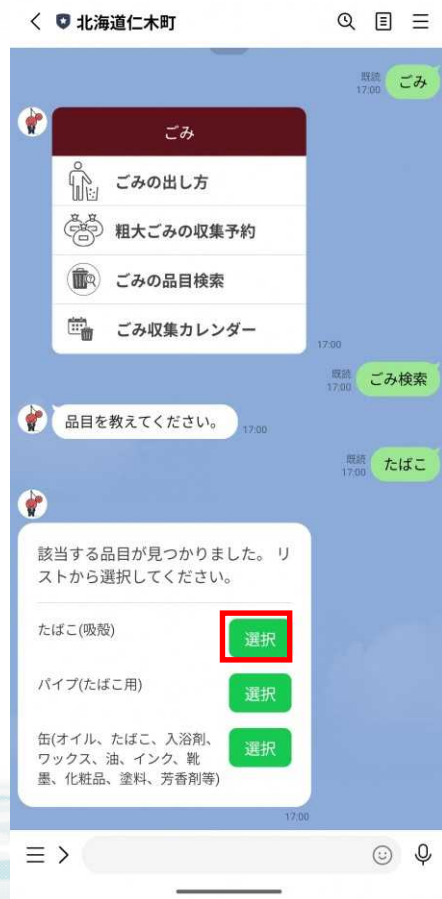 北海道仁木町
既読
17:00
ごみ
ごみ
ごみの出し方
粗大ごみの収集予約
ごみの品目検索
ごみ収集カレンダー
17:00
既読
17:00
ごみ検索
品目を教えてください。
17:00
既読
17:00
たばこ
該当する品目が見つかりました。 リ
ストから選択してください。
たばこ(吸殻)
選択
パイプ(たばこ用)
選択
缶(オイル、たばこ、入浴剤、
ワックス、油、インク、靴
墨、化粧品、塗料、芳香剤等)
選択
17:00